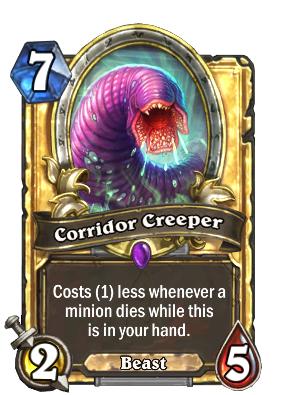 7
Corridor Creeper
Costs (1) less whenever a
minion dies while this
is in your hand.
2
Beast
5